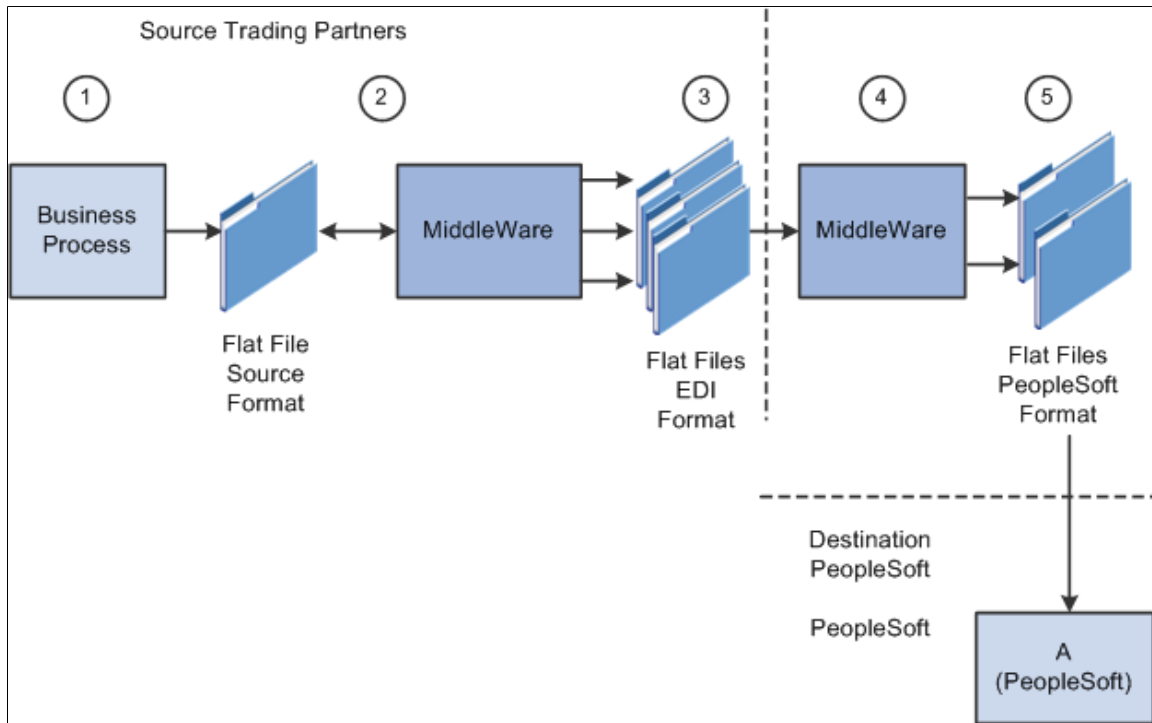 Source Trading Partners
1
2
3
4
5
Business
Process
MiddleWare
MiddleWare
Flat File
Source
Format
Flat Files
EDI
Format
Flat Files
PeopleSoft
Format
Destination
PeopleSoft
PeopleSoft
A
(PeopleSoft)